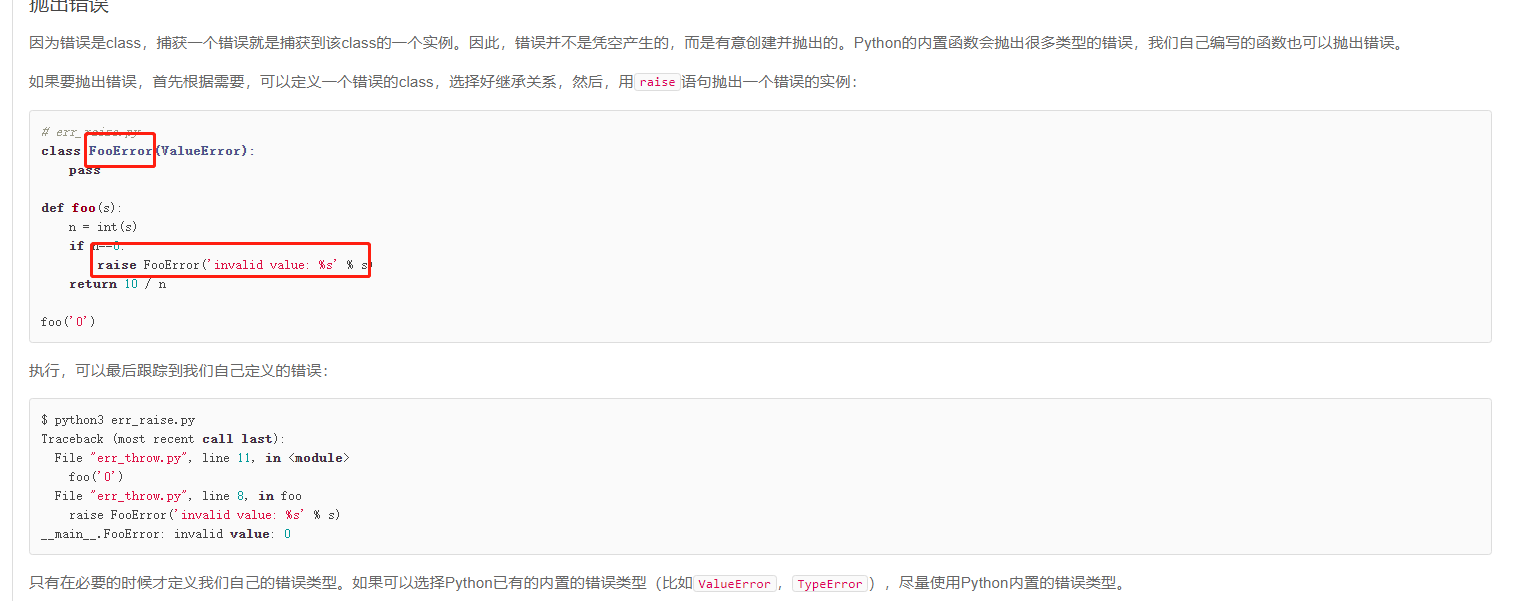 抛出错误
因为错误是class，捕获一个错误就是捕获到该class的一个实例。因此，错误并不是凭空产生的，而是有意创建并抛出的。Python的内置函数会抛出很多类型的错误，我们自己编写的函数也可以抛出错误。
如果要抛出错误，首先根据需要，可以定义一个错误的class，选择好继承关系，然后，用raise语句抛出一个错误的实例：
# err_raise.py
class FooError(ValueError):
    pass
def foo(s):
    n = int(s)
    if n==0:
        raise FooError('invalid value: %s' % s)
    return 10 / n
foo('0')
执行，可以最后跟踪到我们自己定义的错误：
$ python3 err_raise.py
Traceback (most recent call last):
  File "err_throw.py", line 11, in <module>
    foo('0')
  File "err_throw.py", line 8, in foo
    raise FooError('invalid value: %s' % s)
__main__.FooError: invalid value: 0
只有在必要的时候才定义我们自己的错误类型。如果可以选择Python已有的内置的错误类型（比如ValueError，TypeError），尽量使用Python内置的错误类型。